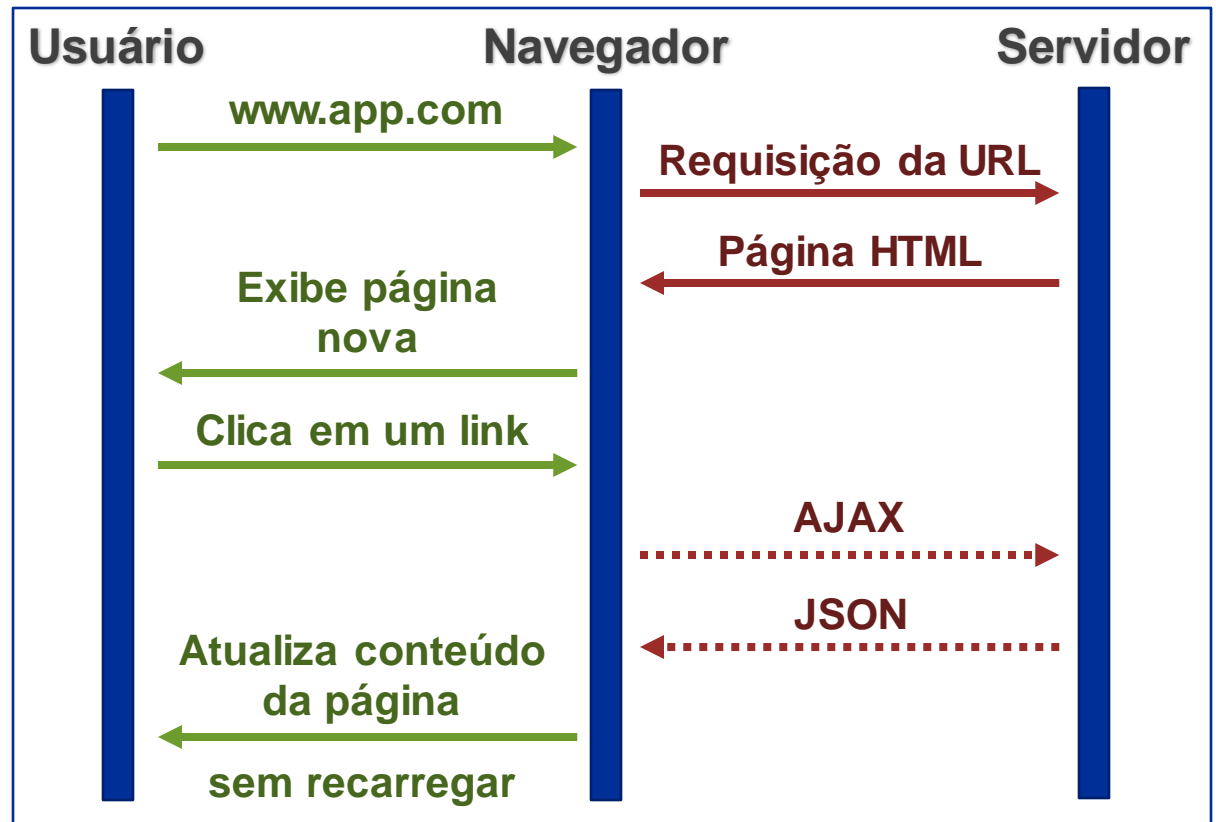 Usuário
Navegador
Servidor
www.app.com
Requisição da URL
Página HTML
Exibe página
nova
Clica em um link
AJAX
JSON
Atualiza conteúdo
da página
sem recarregar